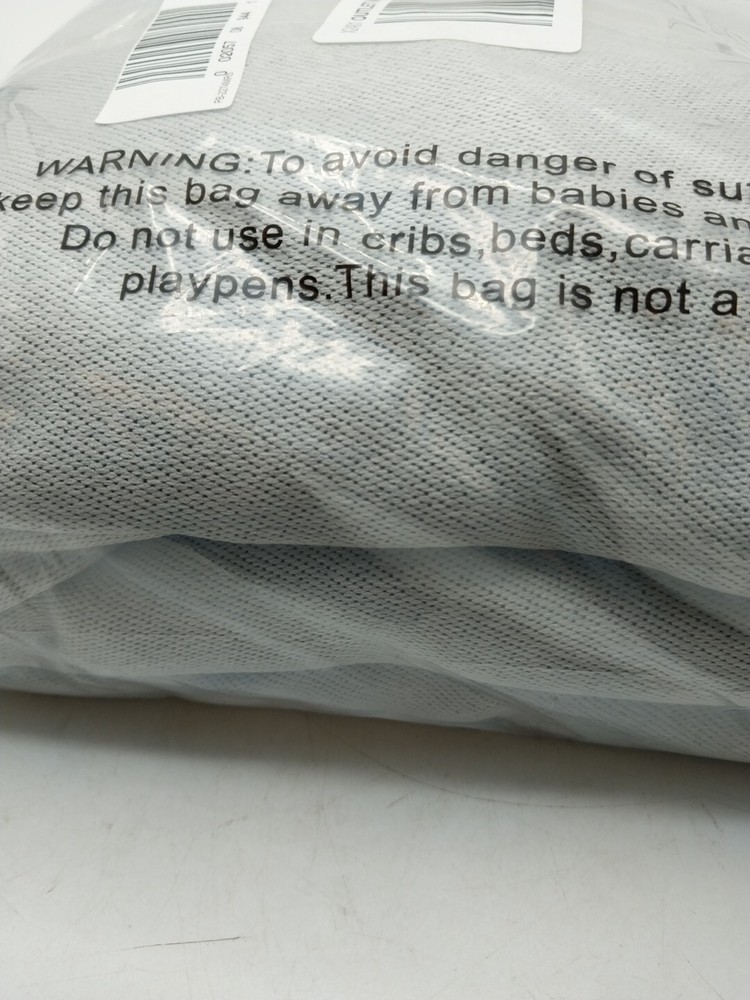 OUTLET
WARNING:To avoid danger of su
keep this bag away from babies an
Do not use in cribs,beds,carria
playpens.This bag is not a